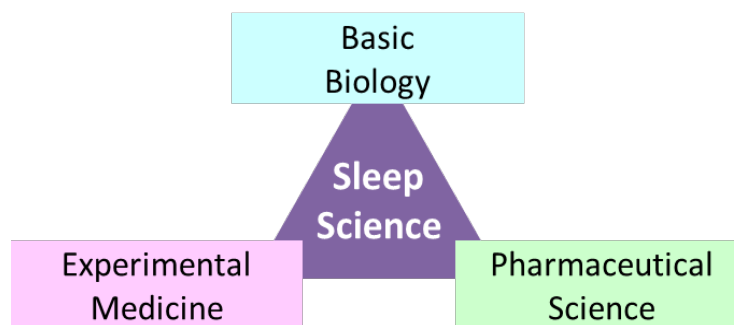 Basic
Biology
Sleep
Science
Experimental
Medicine
Pharmaceutical
Science